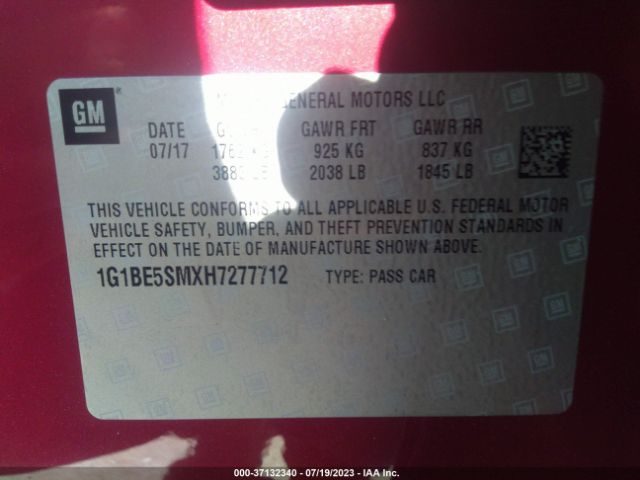 GM
GENERAL MOTORS LLC
DATE GAWR FRT GAWR RR
07/17 925 KG 837 KG
2038 LB 1845 LB
THIS VEHICLE CONFORMS TO ALL APPLICABLE U.S. FEDERAL MOTOR
VEHICLE SAFETY, BUMPER, AND THEFT PREVENTION STANDARDS IN
EFFECT ON THE DATE OF MANUFACTURE SHOWN ABOVE.
1G1BE5SMXH7277712 TYPE: PASS CAR
000-37132340 - 07/19/2023 - IAA Inc.